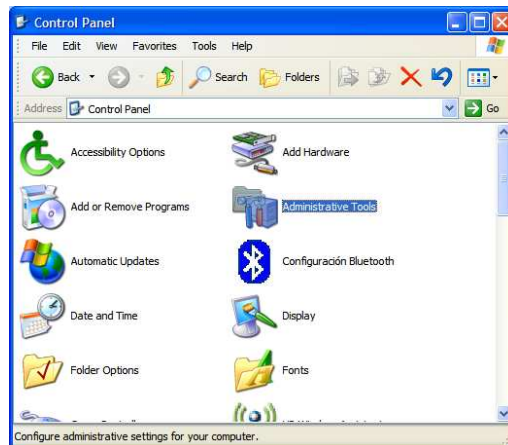 Control Panel
File Edit View Favorites Tools Help
Back Search Folders
Address Control Panel Go
Accessibility Options Add Hardware
Add or Remove Programs Administrative Tools
Automatic Updates Configuración Bluetooth
Date and Time Display
Folder Options Fonts
Configure administrative settings for your computer.